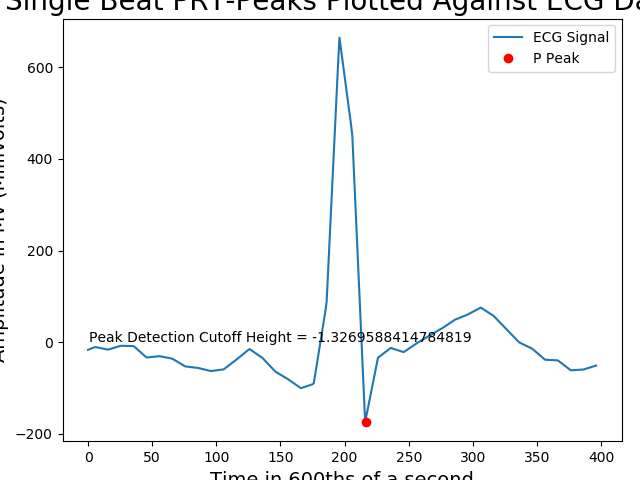 Single Beat PRT-Peaks Plotted Against ECG Da
ECG Signal
P Peak
Amplitude in MV (MilliVolts)
600
400
200
0
−200
Peak Detection Cutoff Height = -1.3269588414784819
0 50 100 150 200 250 300 350 400
Time in 600ths of a second